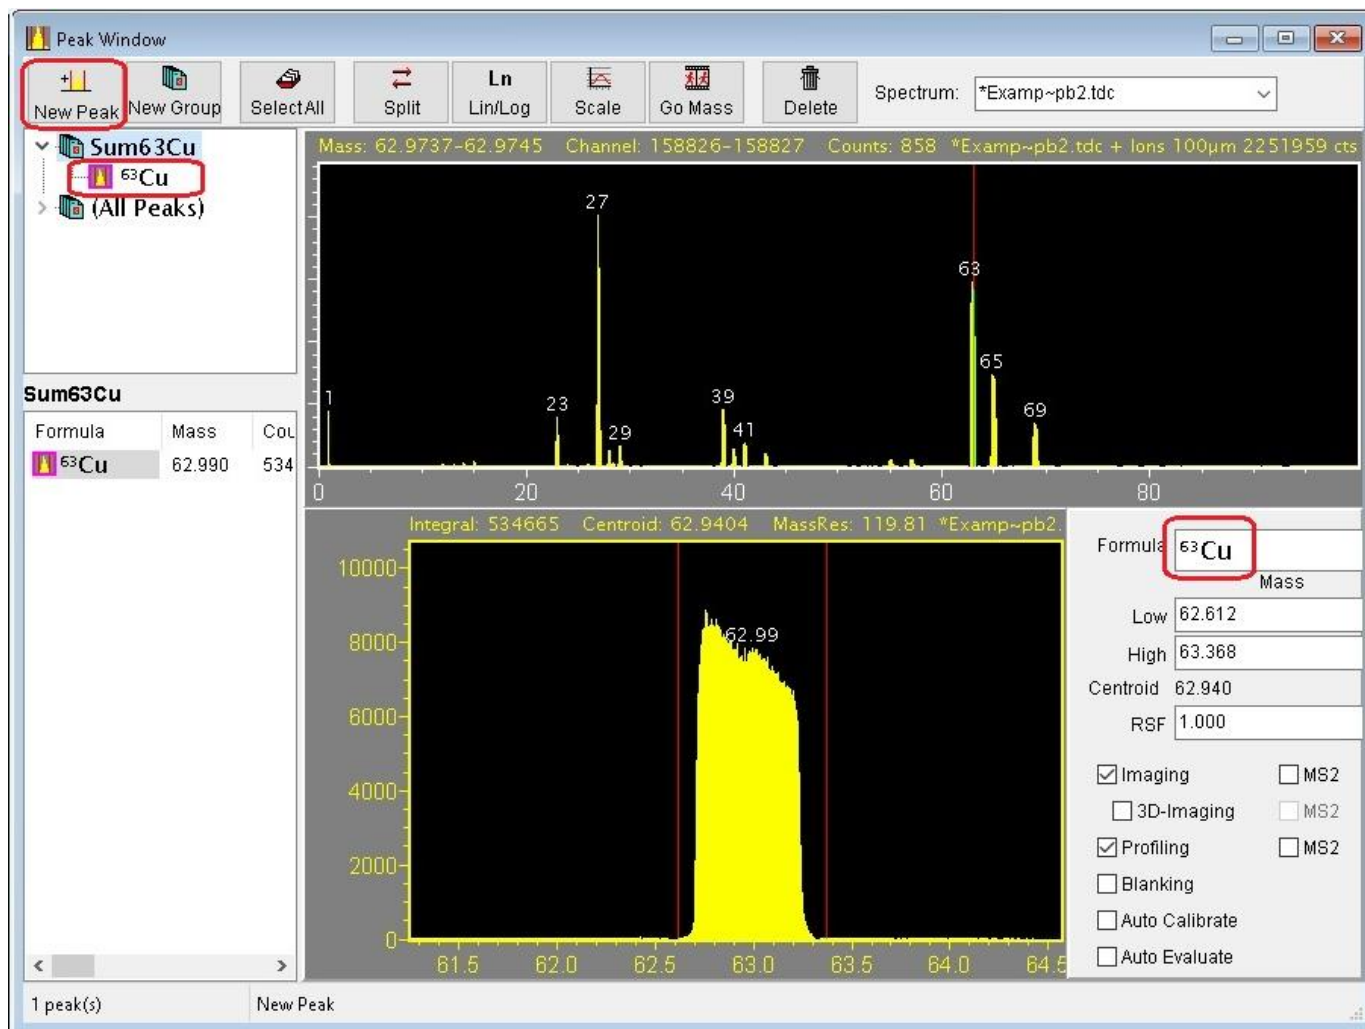 Peak Window
New Peak New Group SelectAll Split Ln Lin/Log Scale Go Mass Delete Spectrum: *Examp~pb2.tdc
Sum63Cu
⁶³Cu
(All Peaks)
Mass: 62.9737-62.9745 Channel: 158826-158827 Counts: 858 *Examp~pb2.tdc + Ions 100µm 2251959 cts
27
63
65
1
23
29
39
41
69
0 20 40 60 80
Sum63Cu
Formula Mass Cou
⁶³Cu 62.990 534
Integral: 534665 Centroid: 62.9404 MassRes: 119.81 *Examp~pb2.
10000
8000
6000
4000
2000
0
62.99
61.5 62.0 62.5 63.0 63.5 64.0 64.5
Formula ⁶³Cu
Mass
Low 62.612
High 63.368
Centroid 62.940
RSF 1.000
Imaging MS2
3D-Imaging MS2
Profiling MS2
Blanking
Auto Calibrate
Auto Evaluate
1 peak(s) New Peak